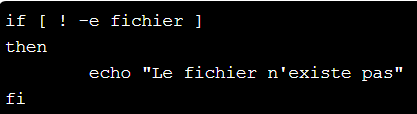 if [ ! -e fichier ]
then
        echo "Le fichier n'existe pas"
fi